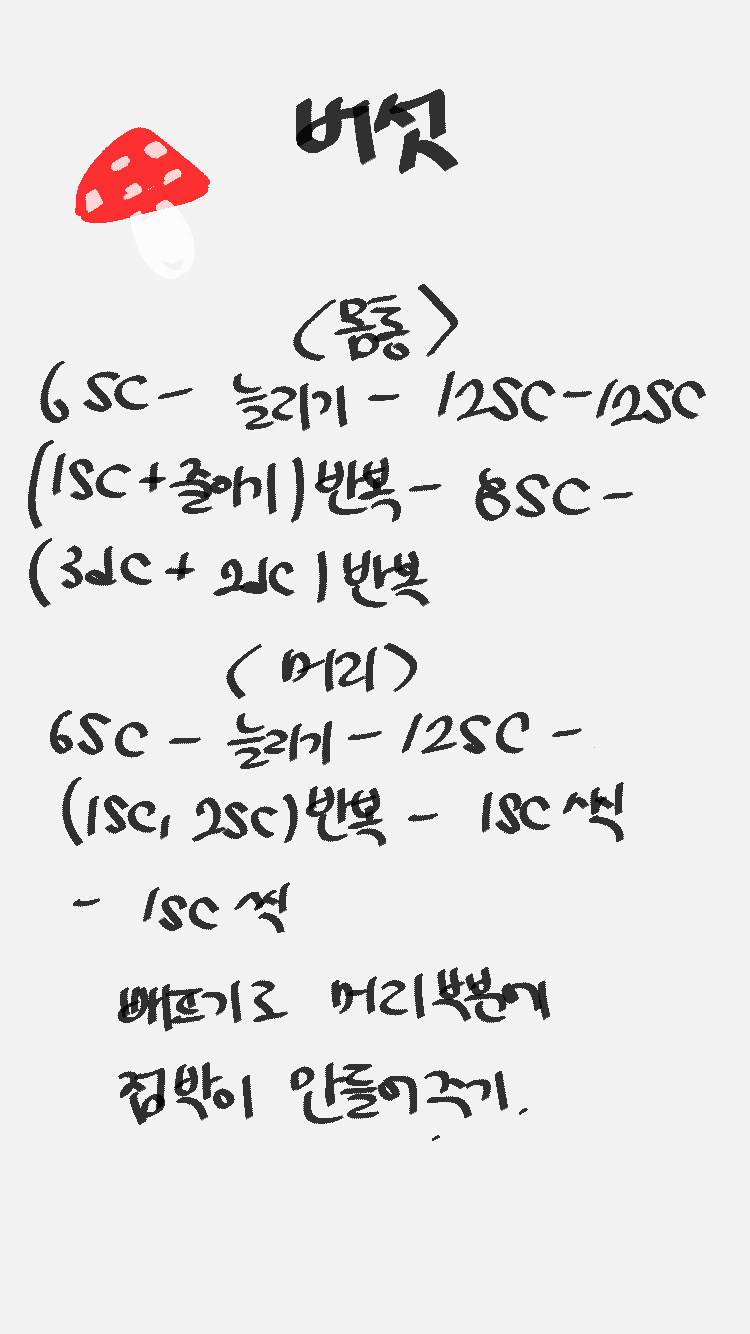 버섯
<몸통>
6SC - 늘리기 - 12SC - 12SC
(1SC + 줄이기) 반복 - 8SC -
(3dc + 2dc) 반복
<머리>
6SC - 늘리기 - 12SC -
(1SC, 2SC) 반복 - 1SC 씩
- 1SC 씩
빼뜨기로 머리부분에
점박이 만들어주기.